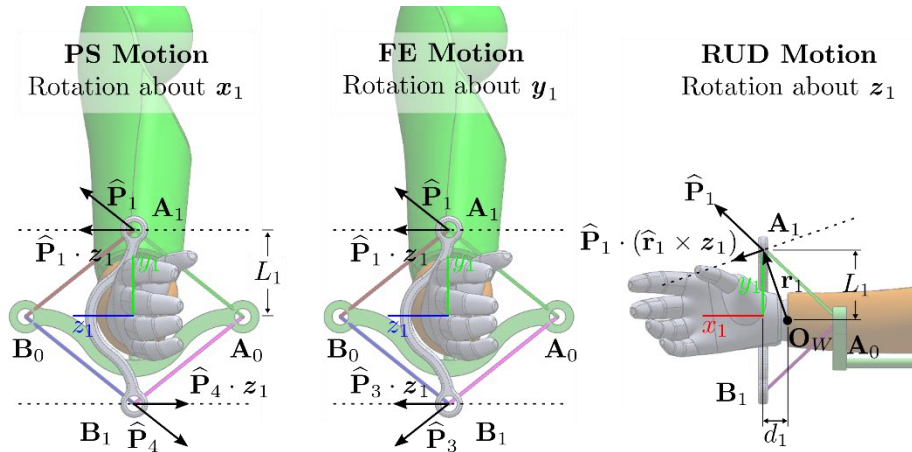 PS Motion
Rotation about x₁
P̂₁
A₁
P̂₁ · z₁
y₁
L₁
z₁
B₀
A₀
P̂₄ · z₁
B₁
P̂₄
FE Motion
Rotation about y₁
P̂₁
A₁
P̂₁ · z₁
y₁
z₁
B₀
A₀
P̂₃ · z₁
P̂₃
B₁
RUD Motion
Rotation about z₁
P̂₁
A₁
P̂₁ · (r̂₁ × z₁)
y₁
r₁
L₁
x₁
O_W
A₀
B₁
d₁